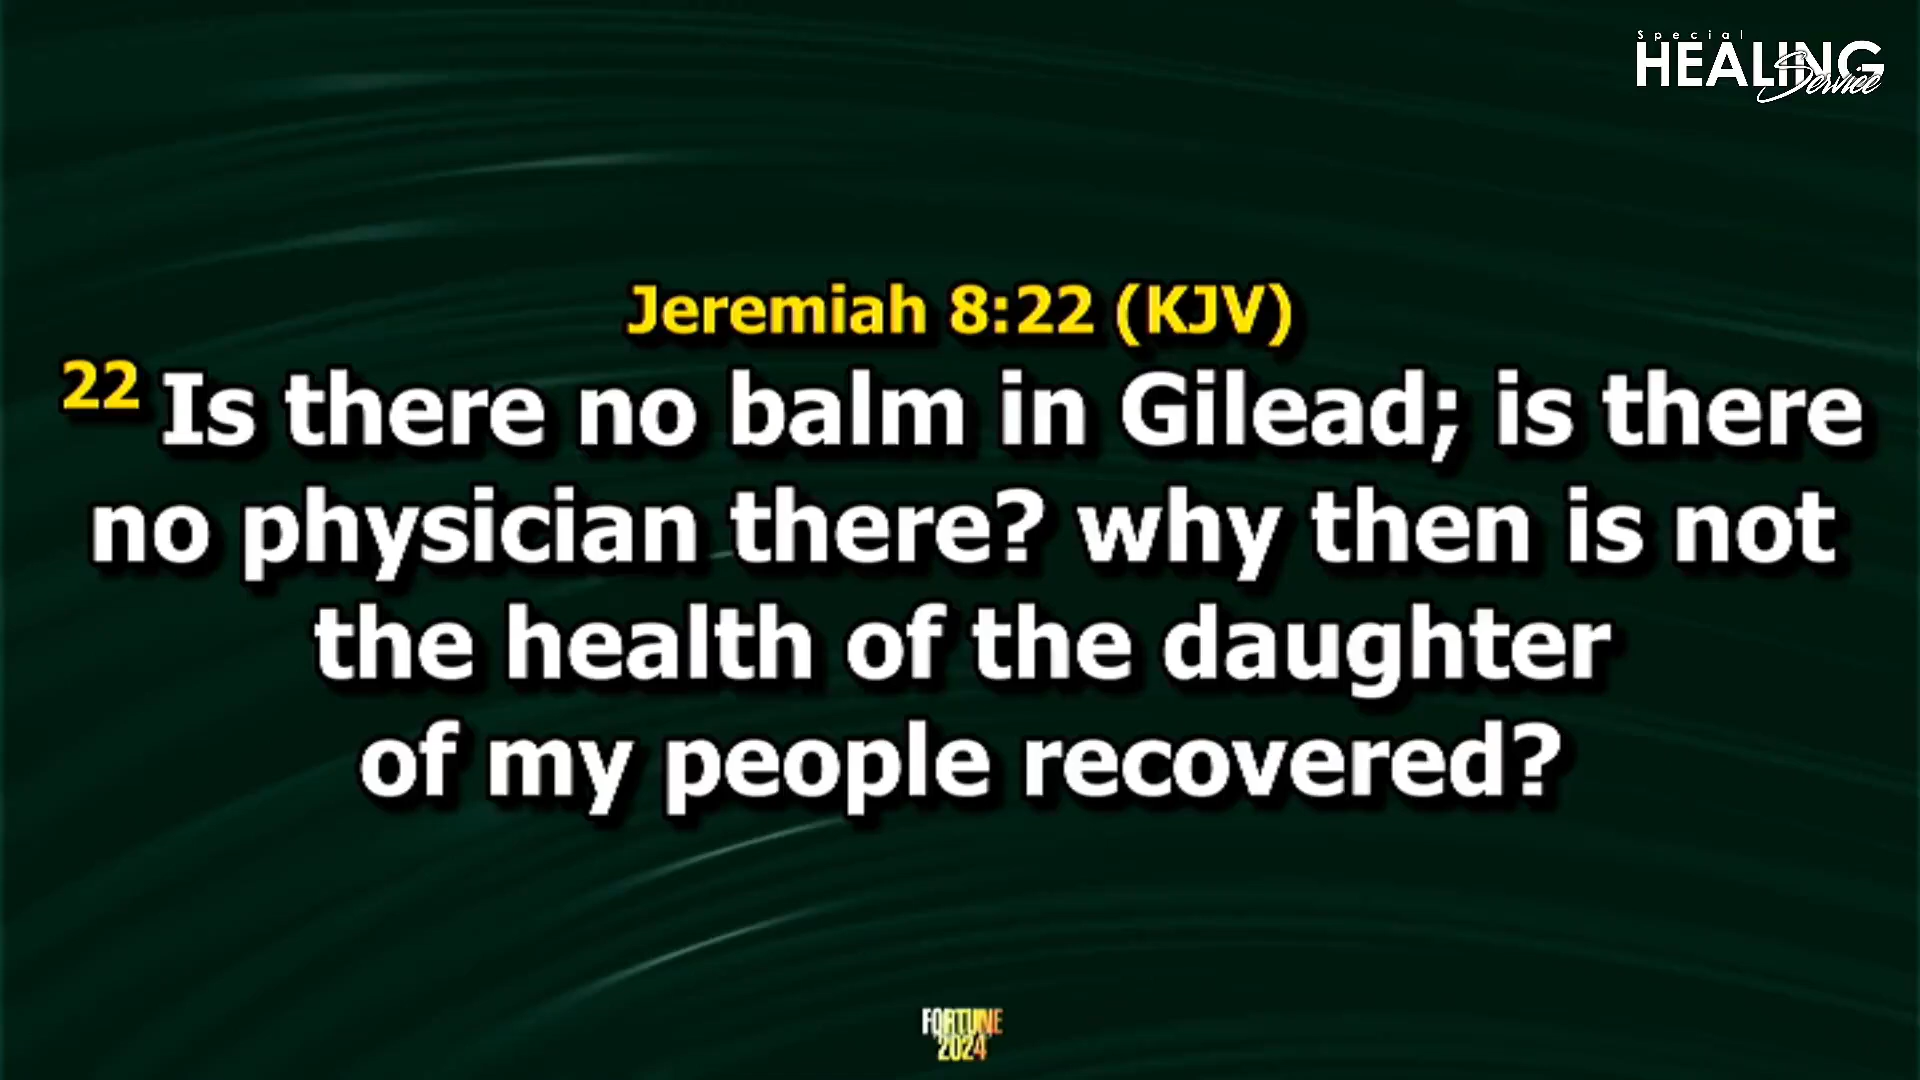 Special
HEALING
Service
Jeremiah 8:22 (KJV)
22 Is there no balm in Gilead; is there
no physician there? why then is not
the health of the daughter
of my people recovered?
FORTUNE
2024